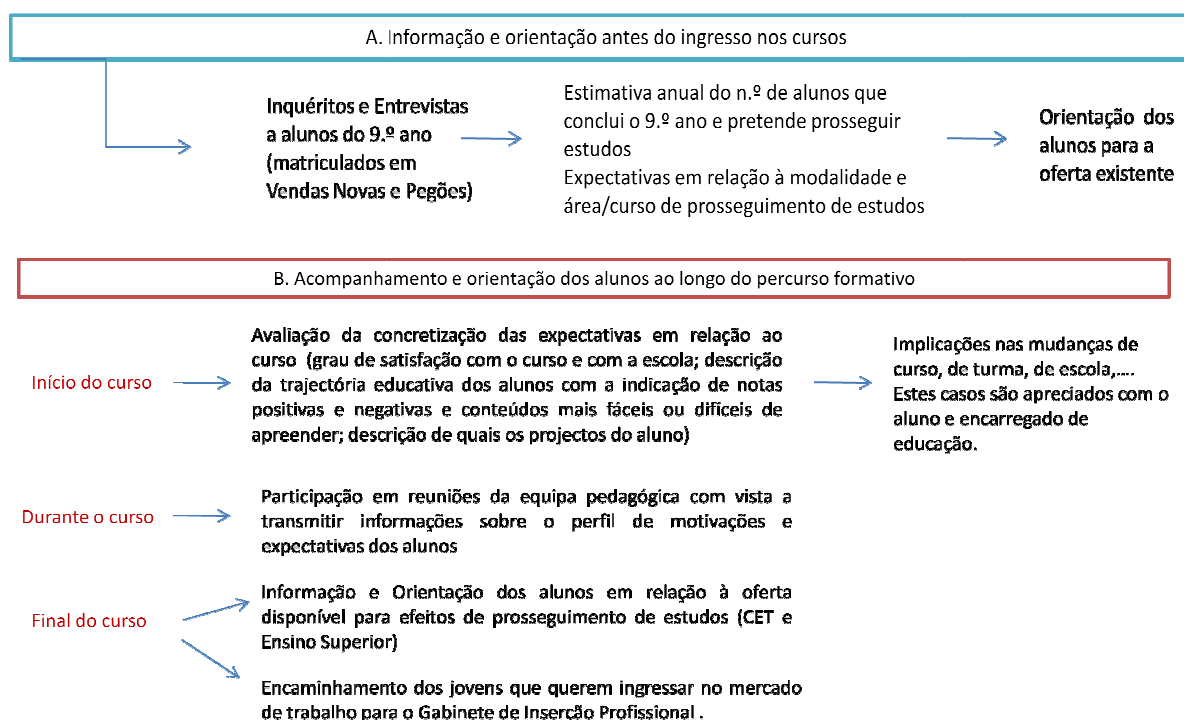 A. Informação e orientação antes do ingresso nos cursos
Inquéritos e Entrevistas
a alunos do 9.º ano
(matriculados em
Vendas Novas e Pegões)
Estimativa anual do n.º de alunos que
conclui o 9.º ano e pretende prosseguir
estudos
Expectativas em relação à modalidade e
área/curso de prosseguimento de estudos
Orientação dos
alunos para a
oferta existente
B. Acompanhamento e orientação dos alunos ao longo do percurso formativo
Início do curso
Avaliação da concretização das expectativas em relação ao
curso (grau de satisfação com o curso e com a escola; descrição
da trajectória educativa dos alunos com a indicação de notas
positivas e negativas e conteúdos mais fáceis ou difíceis de
apreender; descrição de quais os projectos do aluno)
Implicações nas mudanças de
curso, de turma, de escola,....
Estes casos são apreciados com o
aluno e encarregado de
educação.
Durante o curso
Participação em reuniões da equipa pedagógica com vista a
transmitir informações sobre o perfil de motivações e
expectativas dos alunos
Final do curso
Informação e Orientação dos alunos em relação à oferta
disponível para efeitos de prosseguimento de estudos (CET e
Ensino Superior)
Encaminhamento dos jovens que querem ingressar no mercado
de trabalho para o Gabinete de Inserção Profissional .